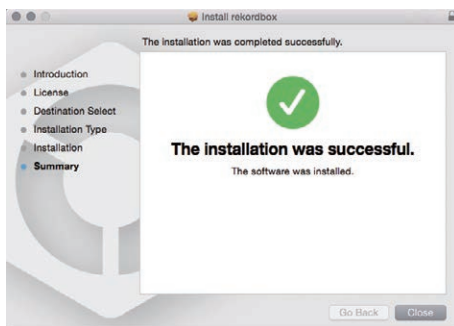 Install rekordbox
The installation was completed successfully.
Introduction
License
Destination Select
Installation Type
Installation
Summary
The installation was successful.
The software was installed.
Go Back
Close